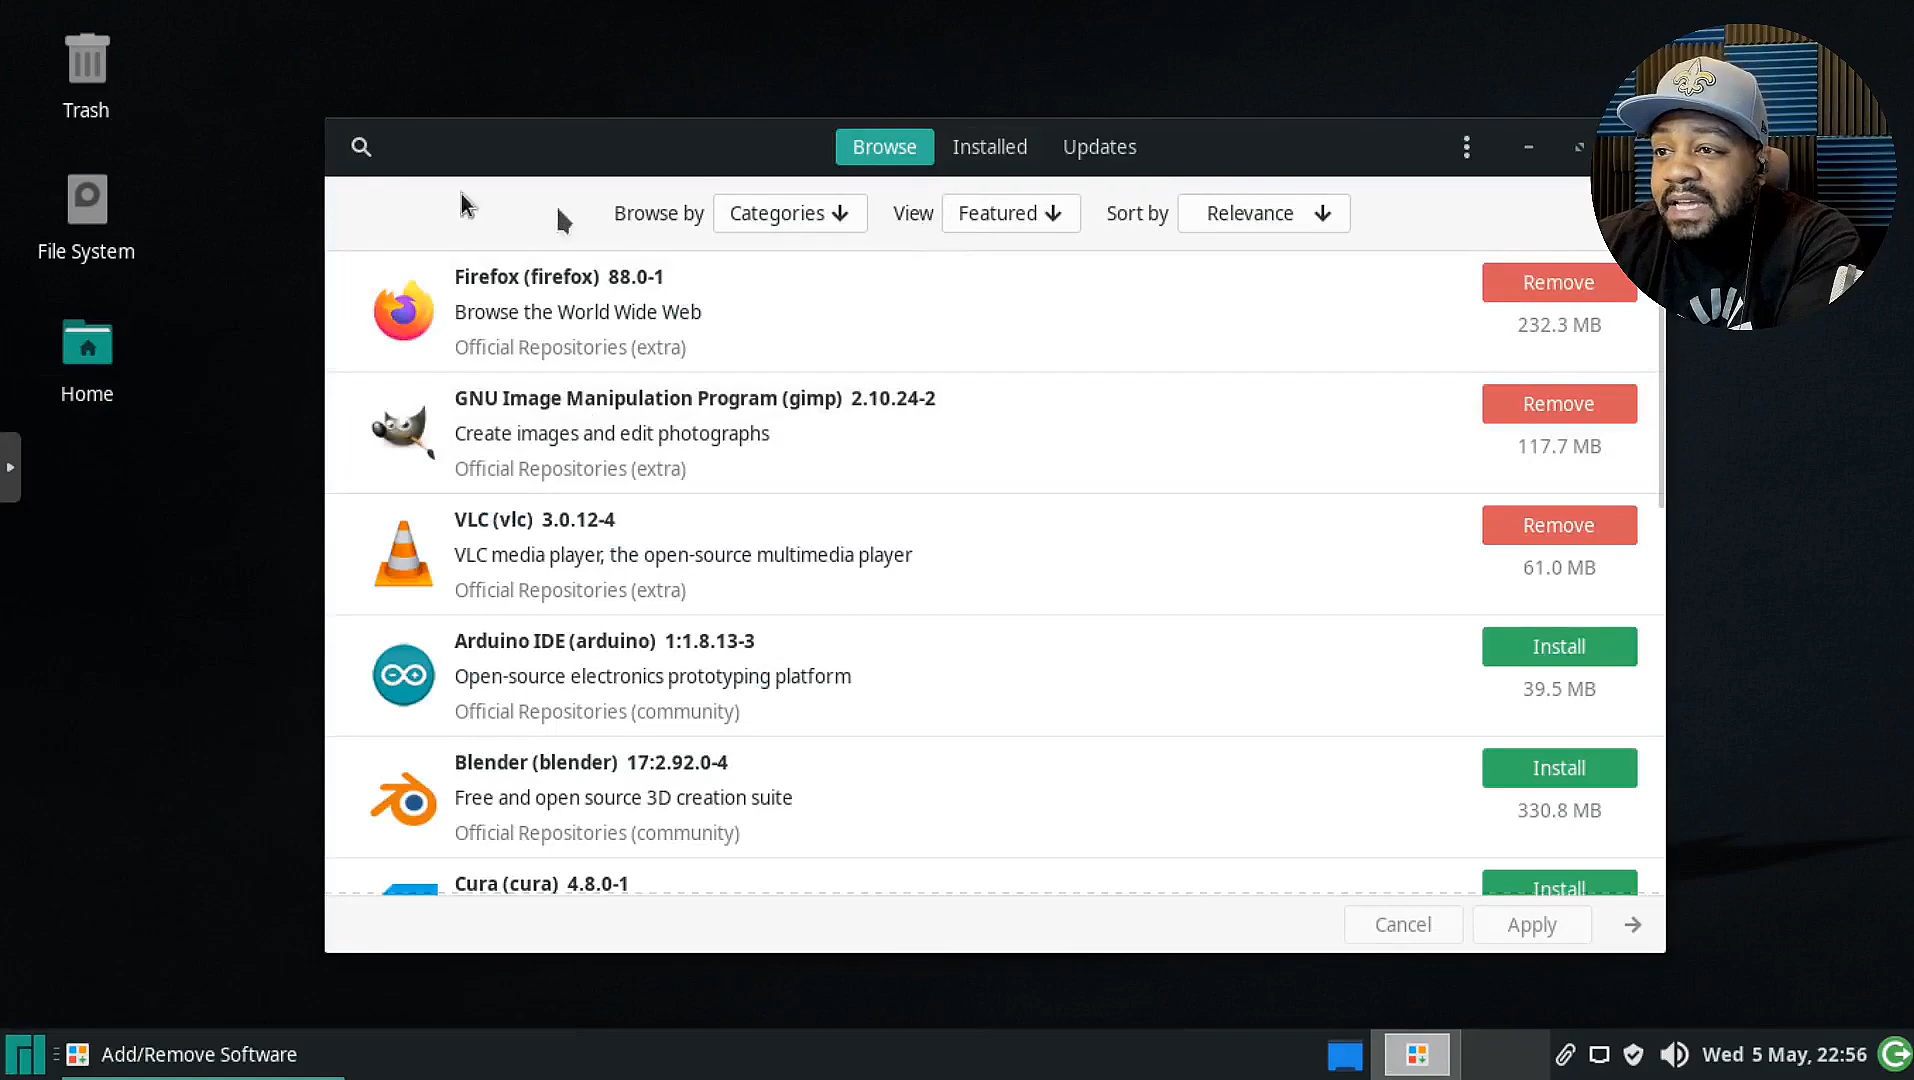 Trash
File System
Home
Browse
Installed
Updates
Browse by
Categories
View
Featured
Sort by
Relevance
Firefox (firefox) 88.0-1
Browse the World Wide Web
Official Repositories (extra)
Remove
232.3 MB
GNU Image Manipulation Program (gimp) 2.10.24-2
Create images and edit photographs
Official Repositories (extra)
Remove
117.7 MB
VLC (vlc) 3.0.12-4
VLC media player, the open-source multimedia player
Official Repositories (extra)
Remove
61.0 MB
Arduino IDE (arduino) 1:1.8.13-3
Open-source electronics prototyping platform
Official Repositories (community)
Install
39.5 MB
Blender (blender) 17:2.92.0-4
Free and open source 3D creation suite
Official Repositories (community)
Install
330.8 MB
Cura (cura) 4.8.0-1
Install
Cancel
Apply
Add/Remove Software
Wed 5 May, 22:56